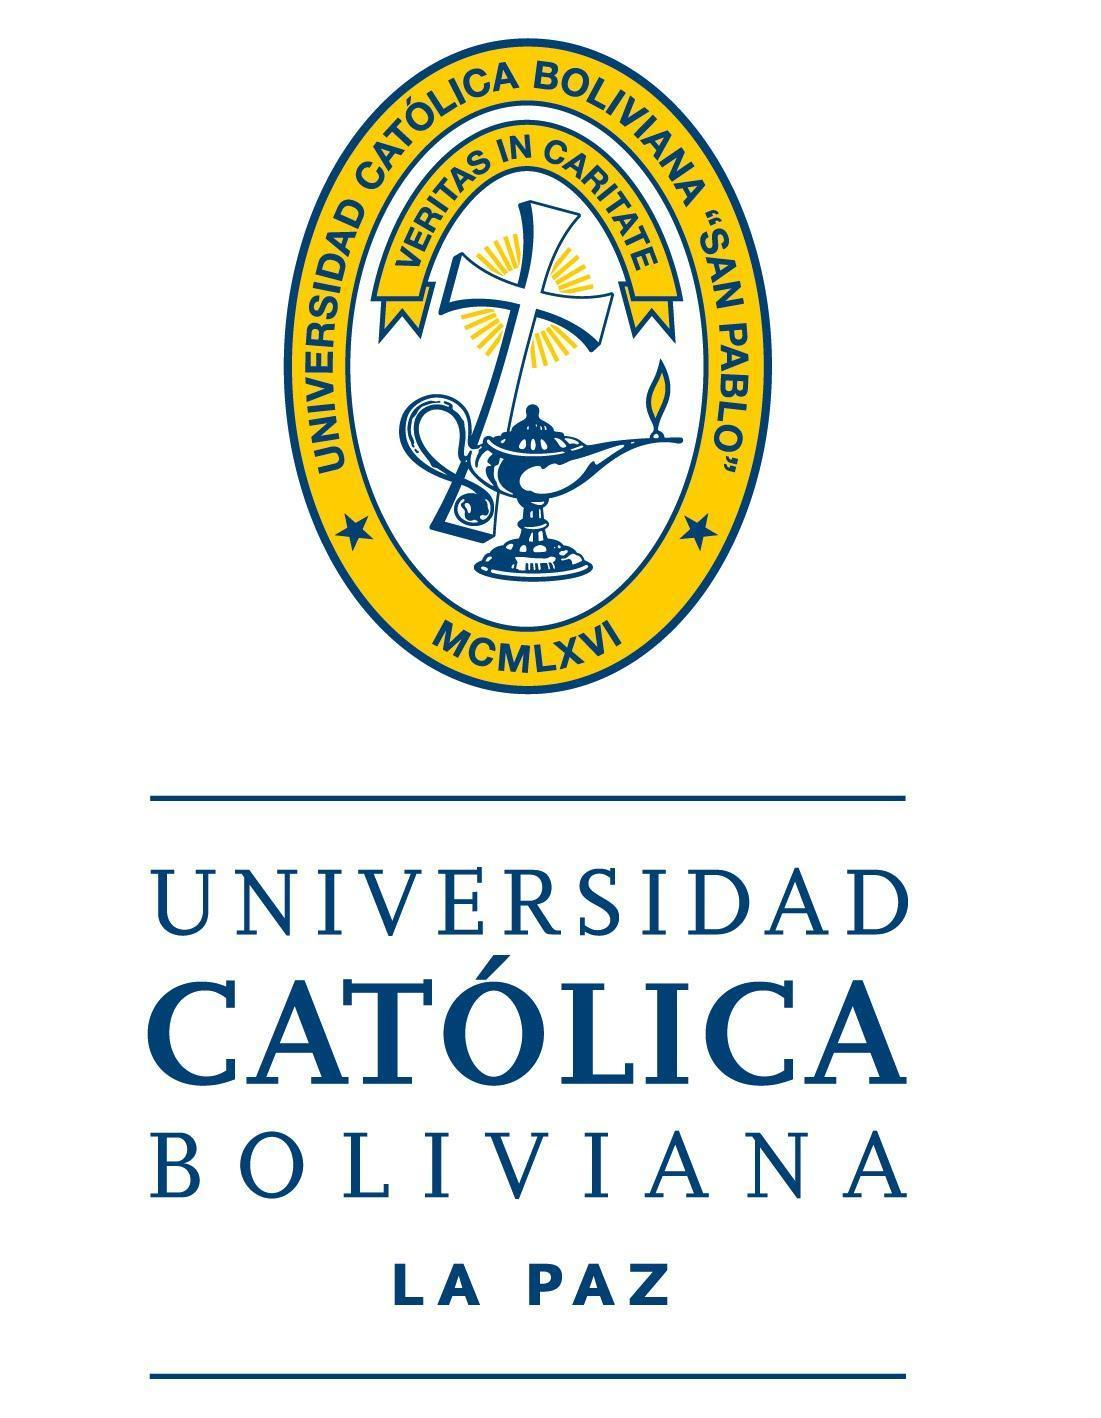 UNIVERSIDAD CATÓLICA BOLIVIANA “SAN PABLO”
VERITAS IN CARITATE
MCMLXVI
UNIVERSIDAD
CATÓLICA
BOLIVIANA
LA PAZ